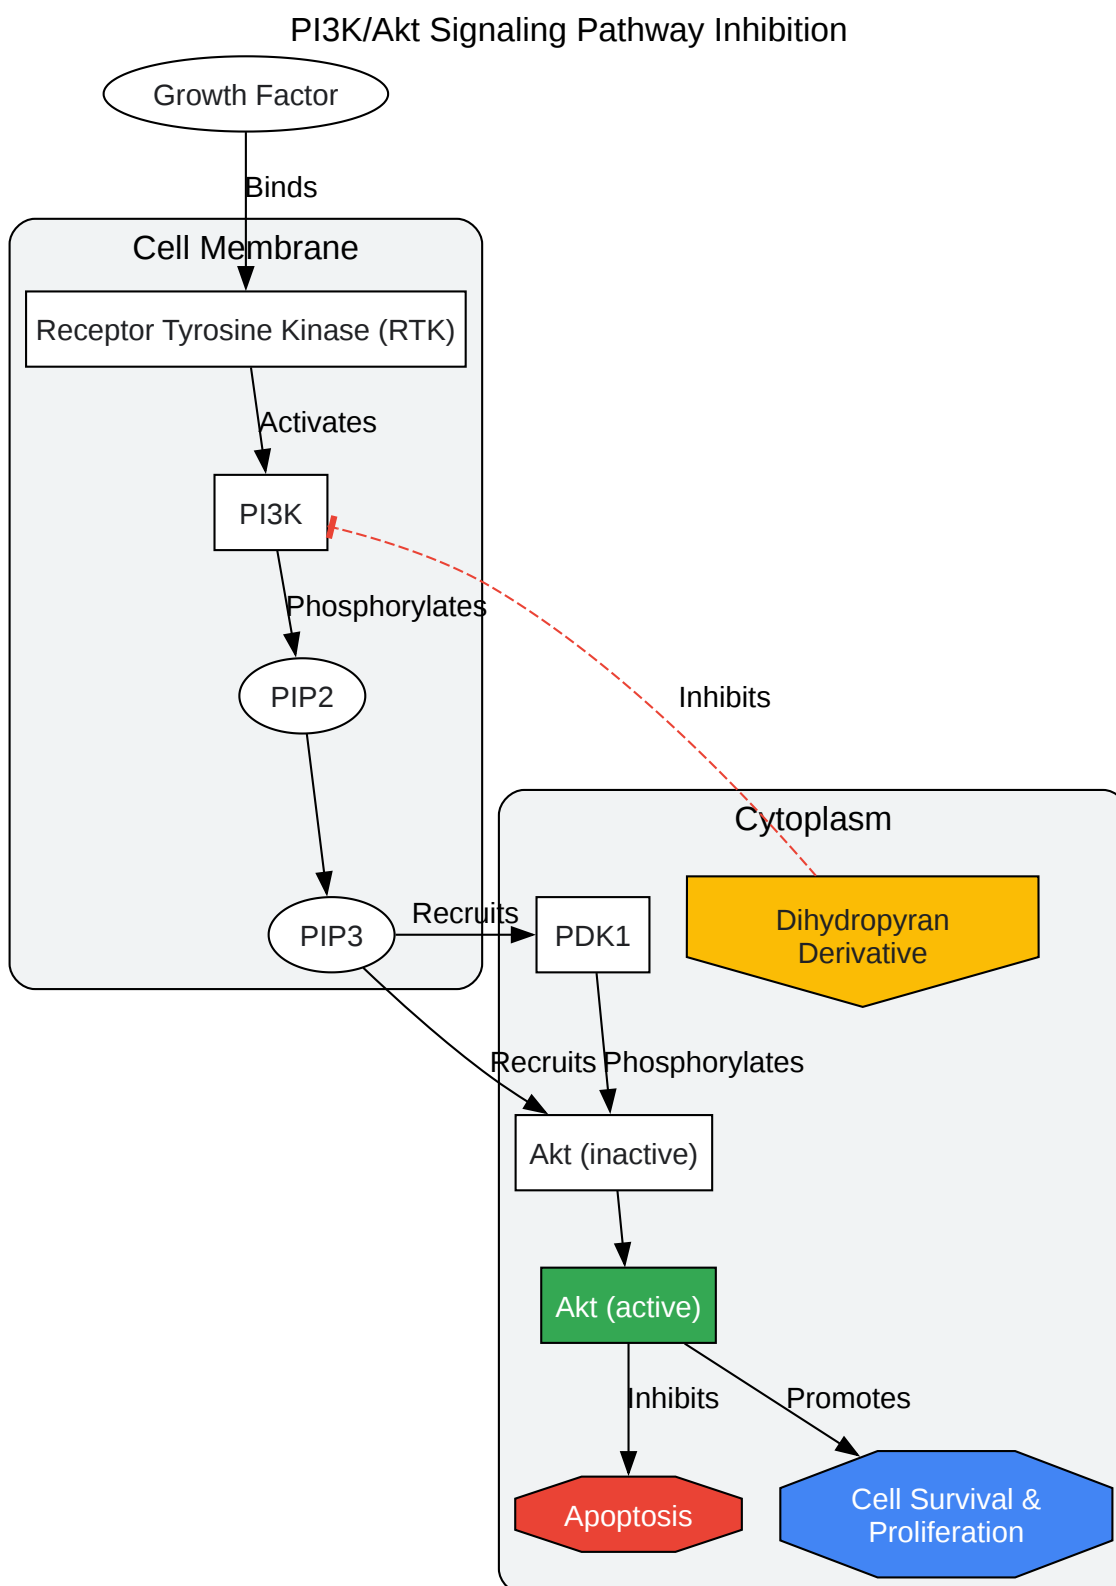 PI3K/Akt Signaling Pathway Inhibition
Growth Factor
Binds
Cell Membrane
Receptor Tyrosine Kinase (RTK)
Activates
PI3K
Phosphorylates
PIP2
Inhibits
Cytoplasm
Dihydropyran
Derivative
PIP3
Recruits
PDK1
Recruits
Phosphorylates
Akt (inactive)
Akt (active)
Inhibits
Promotes
Apoptosis
Cell Survival &
Proliferation